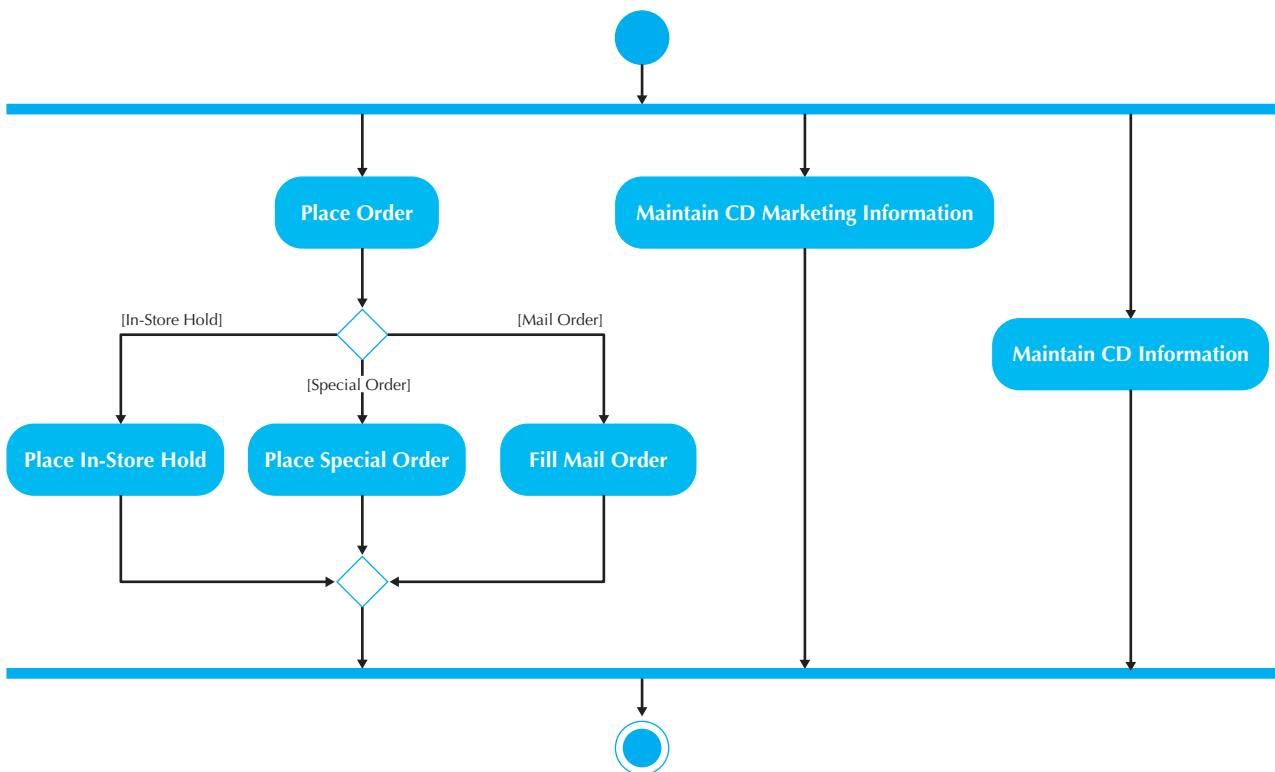 Place Order
Maintain CD Marketing Information
[In-Store Hold]
[Mail Order]
Maintain CD Information
[Special Order]
Place In-Store Hold
Place Special Order
Fill Mail Order